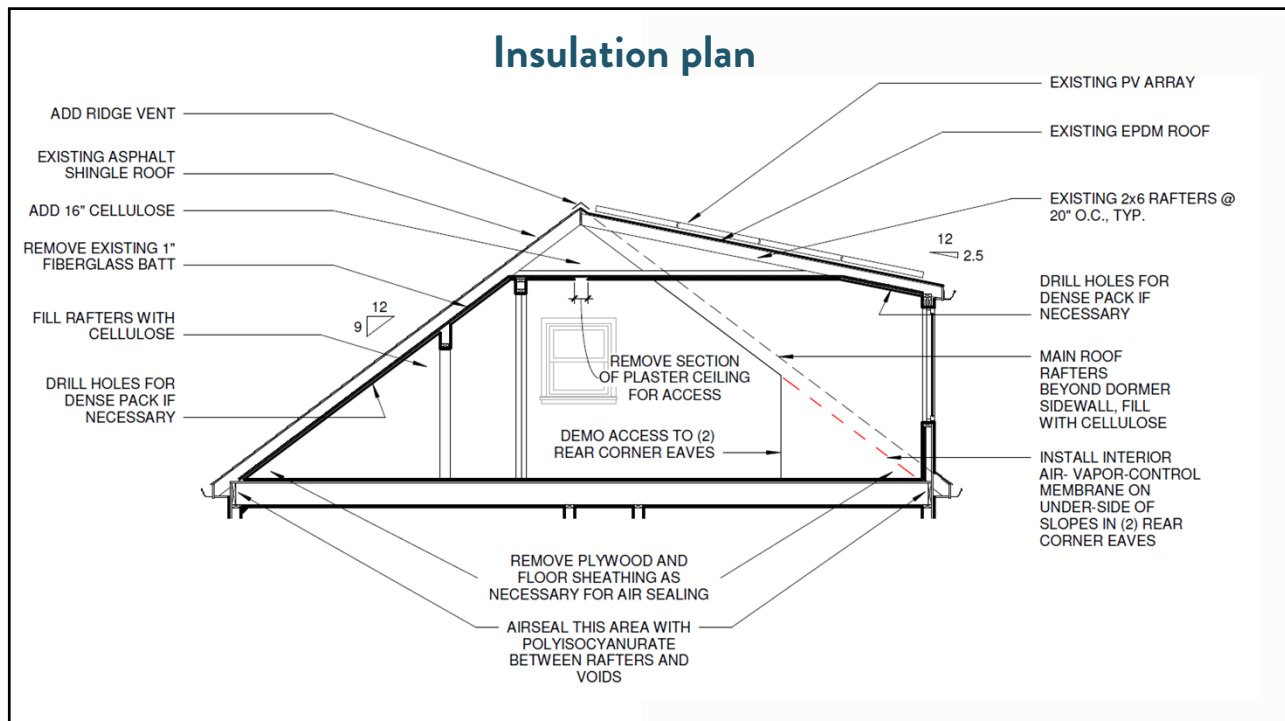 Insulation plan
ADD RIDGE VENT
EXISTING ASPHALT
SHINGLE ROOF
ADD 16" CELLULOSE
REMOVE EXISTING 1"
FIBERGLASS BATT
FILL RAFTERS WITH
CELLULOSE
DRILL HOLES FOR
DENSE PACK IF
NECESSARY
12
9
REMOVE SECTION
OF PLASTER CEILING
FOR ACCESS
DEMO ACCESS TO (2)
REAR CORNER EAVES
EXISTING PV ARRAY
EXISTING EPDM ROOF
EXISTING 2x6 RAFTERS @
20" O.C., TYP.
12
2.5
DRILL HOLES FOR
DENSE PACK IF
NECESSARY
MAIN ROOF
RAFTERS
BEYOND DORMER
SIDEWALL, FILL
WITH CELLULOSE
INSTALL INTERIOR
AIR- VAPOR-CONTROL
MEMBRANE ON
UNDER-SIDE OF
SLOPES IN (2) REAR
CORNER EAVES
REMOVE PLYWOOD AND
FLOOR SHEATHING AS
NECESSARY FOR AIR SEALING
AIRSEAL THIS AREA WITH
POLYISOCYANURATE
BETWEEN RAFTERS AND
VOIDS